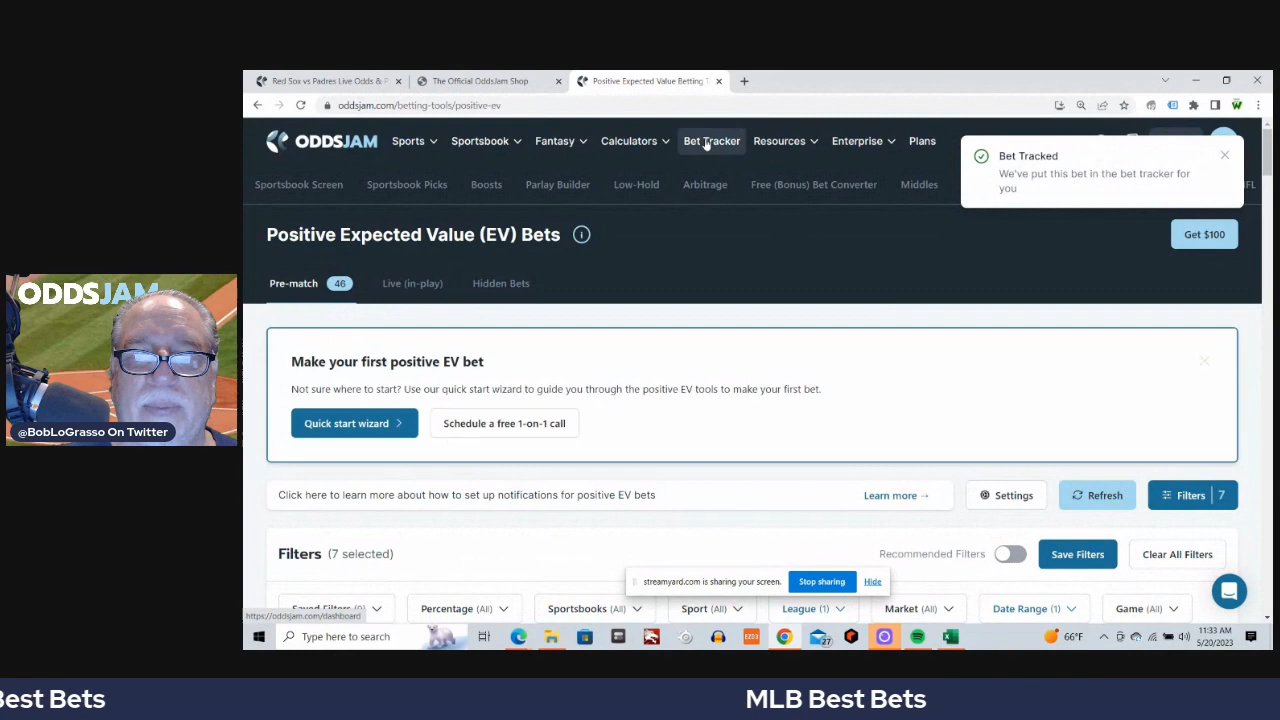 Red Sox vs Padres Live Odds &
The Official OddsJam Shop
Positive Expected Value Betting
oddsjam.com/betting-tools/positive-ev
ODDSJAM
Sports
Sportsbook
Fantasy
Calculators
Bet Tracker
Resources
Enterprise
Plans
Sportsbook Screen
Sportsbook Picks
Boosts
Parlay Builder
Low-Hold
Arbitrage
Free (Bonus) Bet Converter
Middles
FL
Bet Tracked
We've put this bet in the bet tracker for
you
Positive Expected Value (EV) Bets
Get $100
Pre-match 46
Live (in-play)
Hidden Bets
Make your first positive EV bet
Not sure where to start? Use our quick start wizard to guide you through the positive EV tools to make your first bet.
Quick start wizard
Schedule a free 1-on-1 call
Click here to learn more about how to set up notifications for positive EV bets
Learn more →
Settings
Refresh
Filters 7
Filters (7 selected)
Recommended Filters
Save Filters
Clear All Filters
streamyard.com is sharing your screen.
Stop sharing
Hide
Saved Filters (0)
Percentage (All)
Sportsbooks (All)
Sport (All)
League (1)
Market (All)
Date Range (1)
Game (All)
https://oddsjam.com/dashboard
Type here to search
27
66°F
11:33 AM
5/20/2023
ODDSJAM
@BobLoGrasso On Twitter
Best Bets
MLB Best Bets